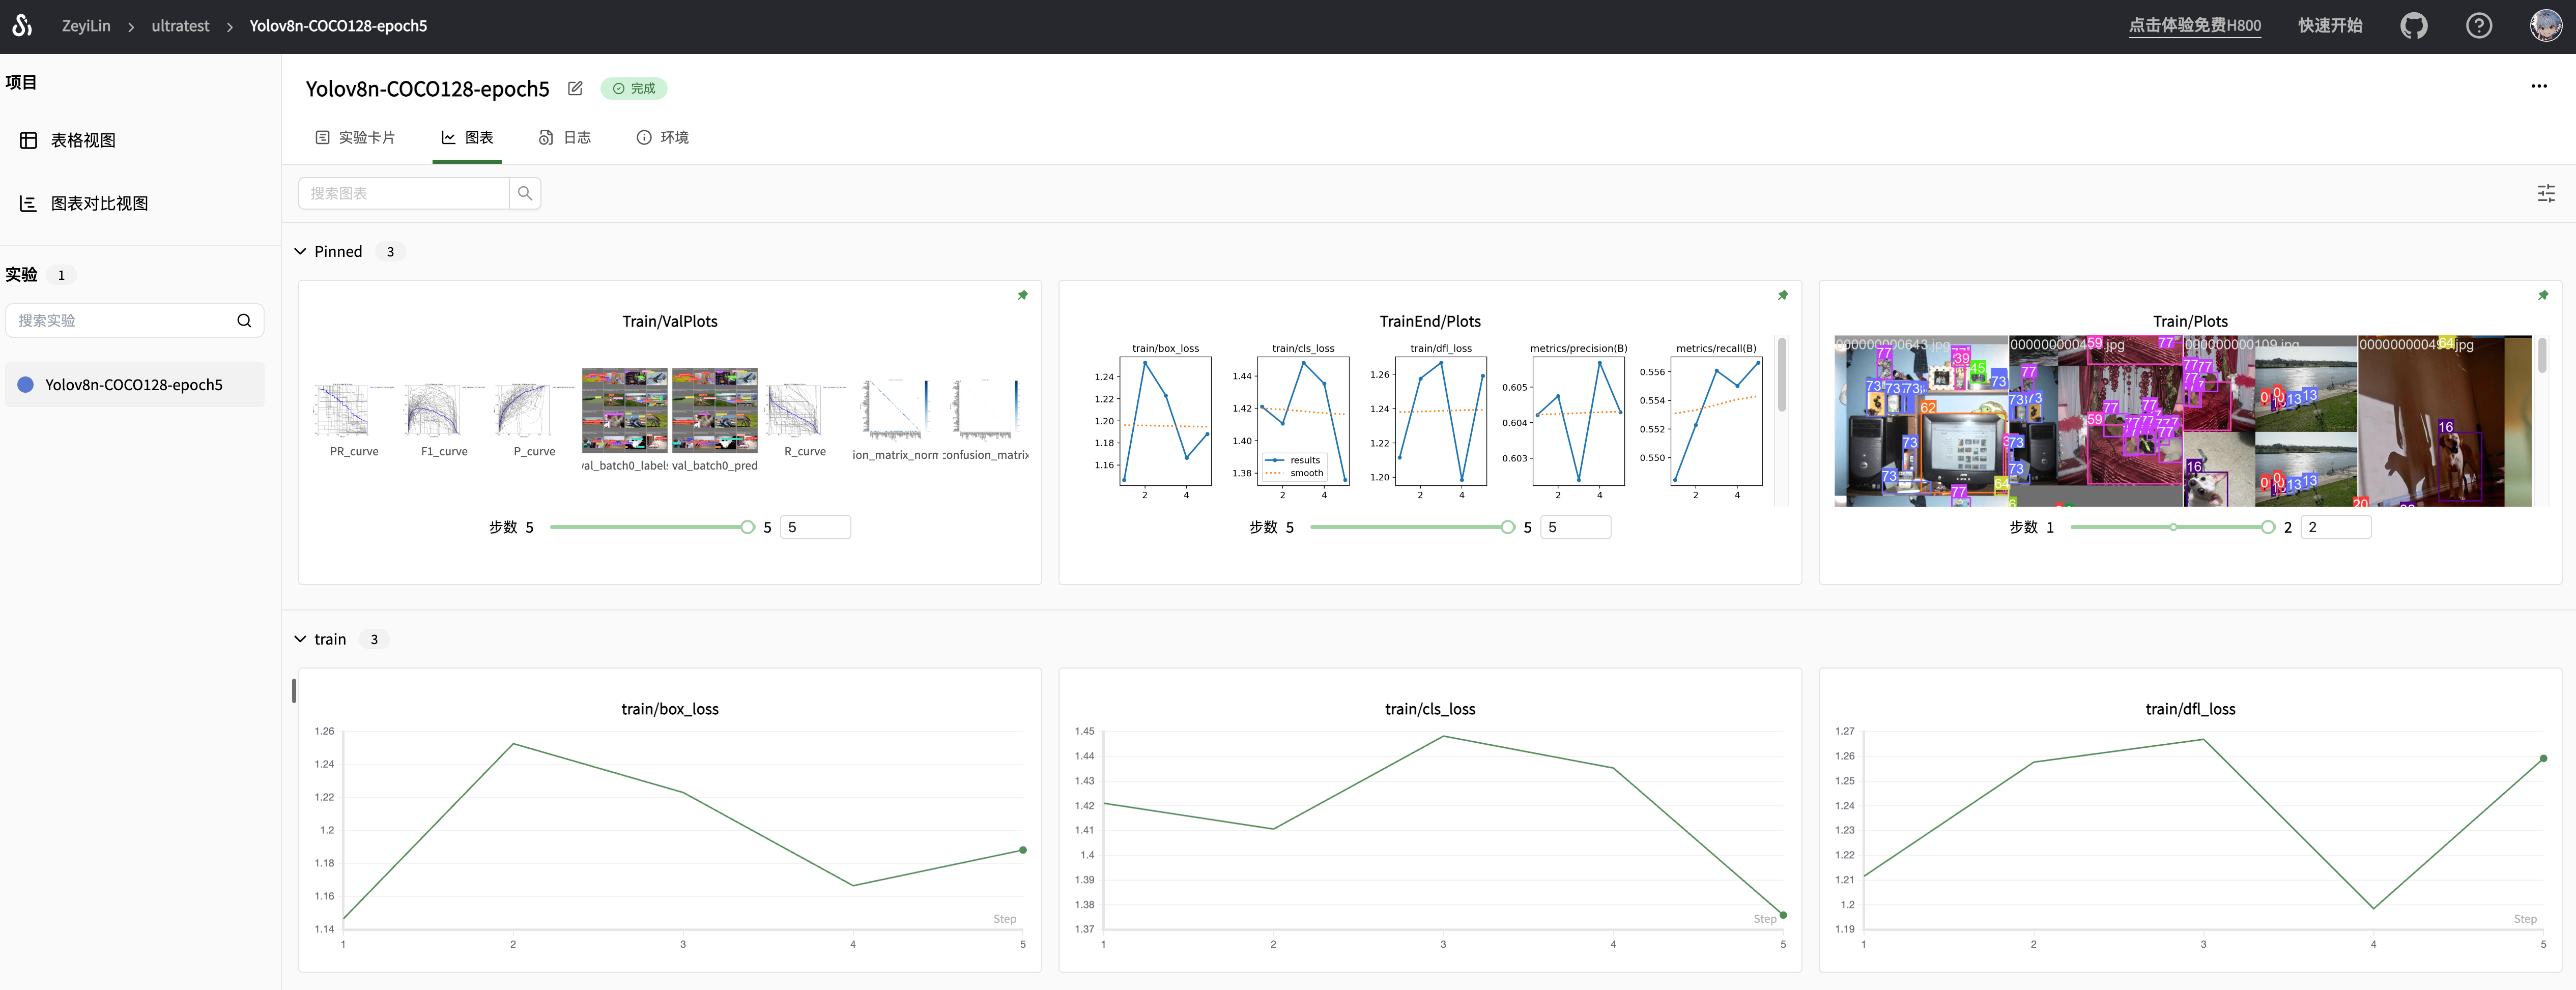 ZeyiLin > ultratest > Yolov8n-COCO128-epoch5
点击体验免费H800
快速开始
项目
表格视图
图表对比视图
实验 1
搜索实验
Yolov8n-COCO128-epoch5
Yolov8n-COCO128-epoch5
完成
实验卡片
图表
日志
环境
搜索图表
Pinned 3
Train/ValPlots
PR_curve
F1_curve
P_curve
val_batch0_labels
val_batch0_pred
R_curve
ion_matrix_norm
confusion_matrix
步数 5 5 5
TrainEnd/Plots
train/box_loss
1.24
1.22
1.20
1.18
1.16
2 4
train/cls_loss
1.44
1.42
1.40
1.38
results
smooth
2 4
train/dfl_loss
1.26
1.24
1.22
1.20
2 4
metrics/precision(B)
0.605
0.604
0.603
2 4
metrics/recall(B)
0.556
0.554
0.552
0.550
2 4
步数 5 5 5
Train/Plots
000000000643.jpg
000000000109.jpg
步数 1 2 2
train 3
train/box_loss
1.26
1.24
1.22
1.2
1.18
1.16
1.14
Step
1 2 3 4 5
train/cls_loss
1.45
1.44
1.43
1.42
1.41
1.4
1.39
1.38
1.37
Step
1 2 3 4 5
train/dfl_loss
1.27
1.26
1.25
1.24
1.23
1.22
1.21
1.2
1.19
Step
1 2 3 4 5